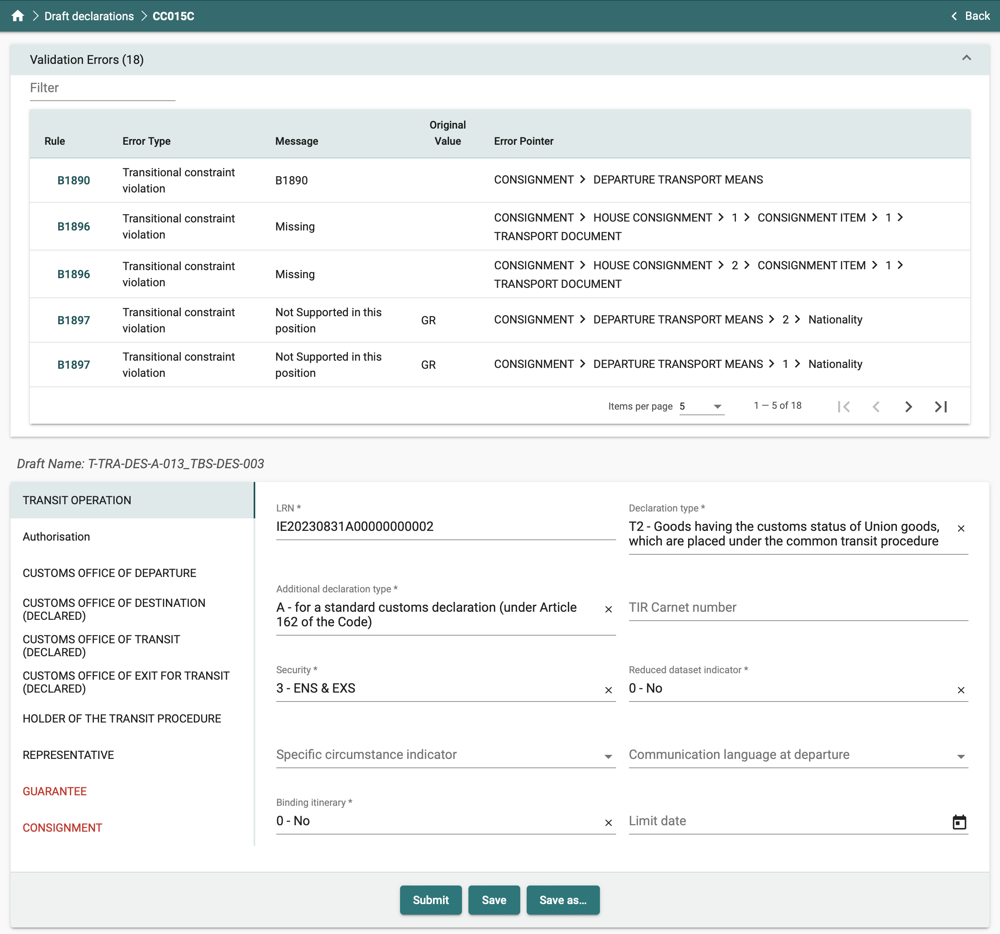 Draft declarations
CC015C
Back
Validation Errors (18)
Filter
Rule
Error Type
Message
Original
Value
Error Pointer
B1890
Transitional constraint
violation
B1890
CONSIGNMENT
DEPARTURE TRANSPORT MEANS
B1896
Transitional constraint
violation
Missing
CONSIGNMENT
HOUSE CONSIGNMENT
1
CONSIGNMENT ITEM
1
TRANSPORT DOCUMENT
B1896
Transitional constraint
violation
Missing
CONSIGNMENT
HOUSE CONSIGNMENT
2
CONSIGNMENT ITEM
1
TRANSPORT DOCUMENT
B1897
Transitional constraint
violation
Not Supported in this
position
GR
CONSIGNMENT
DEPARTURE TRANSPORT MEANS
2
Nationality
B1897
Transitional constraint
violation
Not Supported in this
position
GR
CONSIGNMENT
DEPARTURE TRANSPORT MEANS
1
Nationality
Items per page
5
1 – 5 of 18
Draft Name: T-TRA-DES-A-013_TBS-DES-003
TRANSIT OPERATION
Authorisation
CUSTOMS OFFICE OF DEPARTURE
CUSTOMS OFFICE OF DESTINATION
(DECLARED)
CUSTOMS OFFICE OF TRANSIT
(DECLARED)
CUSTOMS OFFICE OF EXIT FOR TRANSIT
(DECLARED)
HOLDER OF THE TRANSIT PROCEDURE
REPRESENTATIVE
GUARANTEE
CONSIGNMENT
LRN *
IE20230831A00000000002
Declaration type *
T2 - Goods having the customs status of Union goods,
which are placed under the common transit procedure
Additional declaration type *
A - for a standard customs declaration (under Article
162 of the Code)
TIR Carnet number
Security *
3 - ENS & EXS
Reduced dataset indicator *
0 - No
Specific circumstance indicator
Communication language at departure
Binding itinerary *
0 - No
Limit date
Submit
Save
Save as...